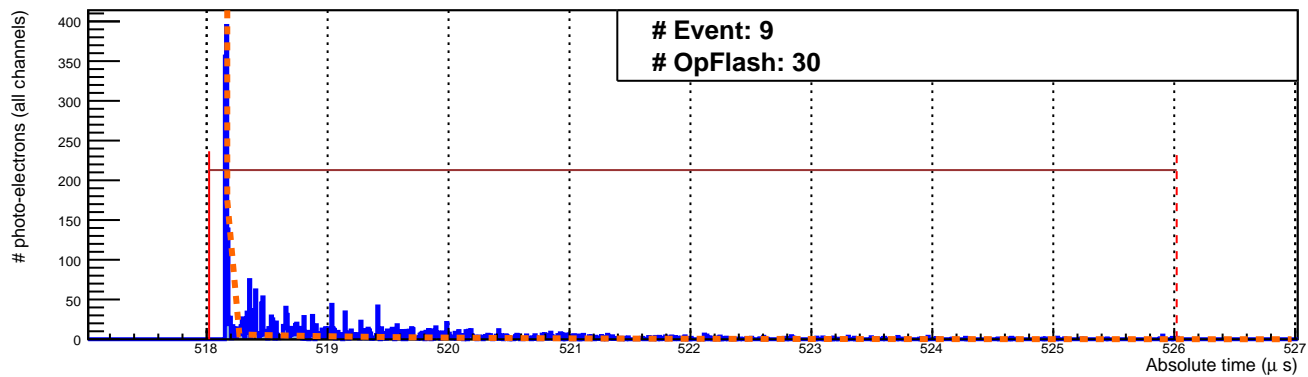 # Event: 9
# OpFlash: 30
# photo-electrons (all channels)
400
350
300
250
200
150
100
50
0
518 519 520 521 522 523 524 525 526 527
Absolute time (μ s)